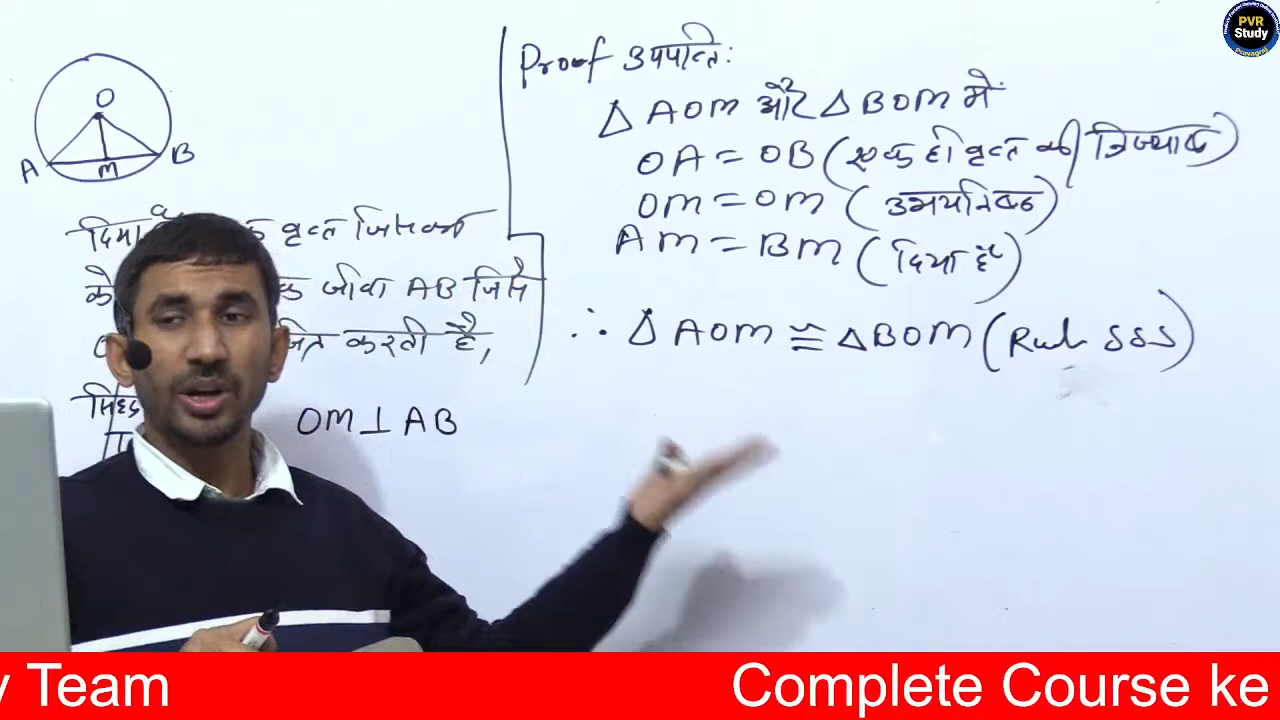 O
A
B
M
वृत्त जिसका
जीवा AB जिसे
करती है,
OM ⊥ AB
Proof उपपत्ति:
△ AOM और △ BOM में
OA = OB (एक ही वृत्त की त्रिज्याएँ)
OM = OM (उभयनिष्ठ)
AM = BM (दिया है)
∴ △ AOM ≅ △ BOM (Rule SSS)
PVR
Study
Prayagraj
Team
Complete Course ke